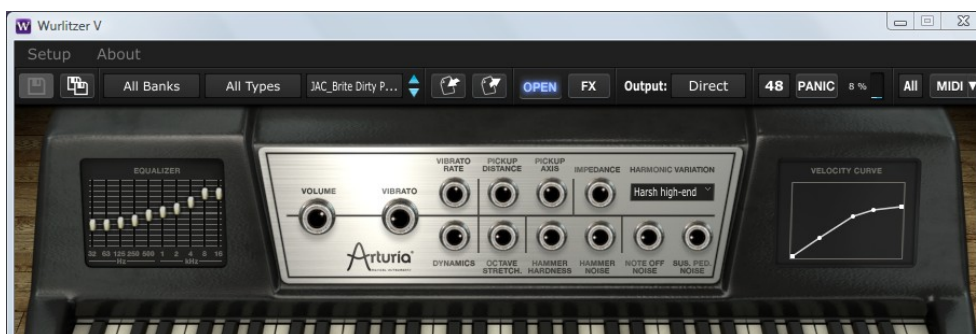 Wurlitzer V
Setup About
All Banks All Types JAC_Brite Dirty P... OPEN FX Output: Direct 48 PANIC 8 % All MIDI
EQUALIZER
32 63 125 250 500 1 2 4 8 16
Hz kHz
VOLUME VIBRATO
VIBRATO RATE
PICKUP DISTANCE
PICKUP AXIS
IMPEDANCE
HARMONIC VARIATION
Harsh high-end
Arturia
DYNAMICS
OCTAVE STRETCH.
HAMMER HARDNESS
HAMMER NOISE
NOTE OFF NOISE
SUS. PED. NOISE
VELOCITY CURVE